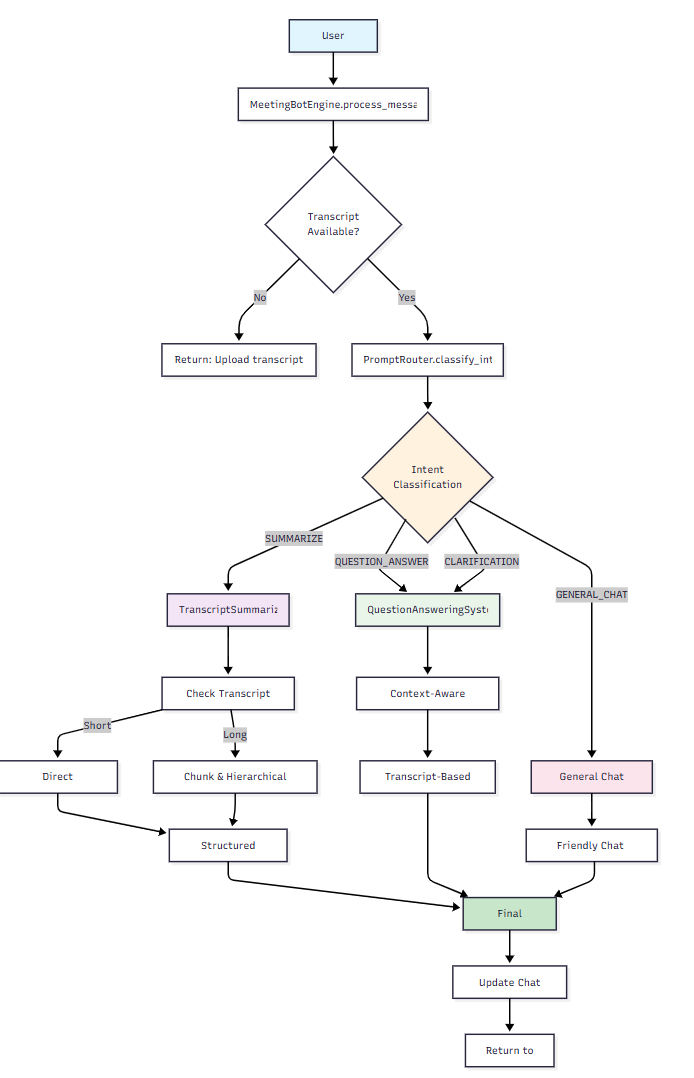 User
MeetingBotEngine.process_messa
Transcript
Available?
No
Yes
Return: Upload transcript
PromptRouter.classify_int
Intent
Classification
SUMMARIZE
QUESTION_ANSWER
CLARIFICATION
GENERAL_CHAT
TranscriptSummariz
QuestionAnsweringSyste
Check Transcript
Context-Aware
Short
Long
Direct
Chunk & Hierarchical
Transcript-Based
General Chat
Structured
Friendly Chat
Final
Update Chat
Return to